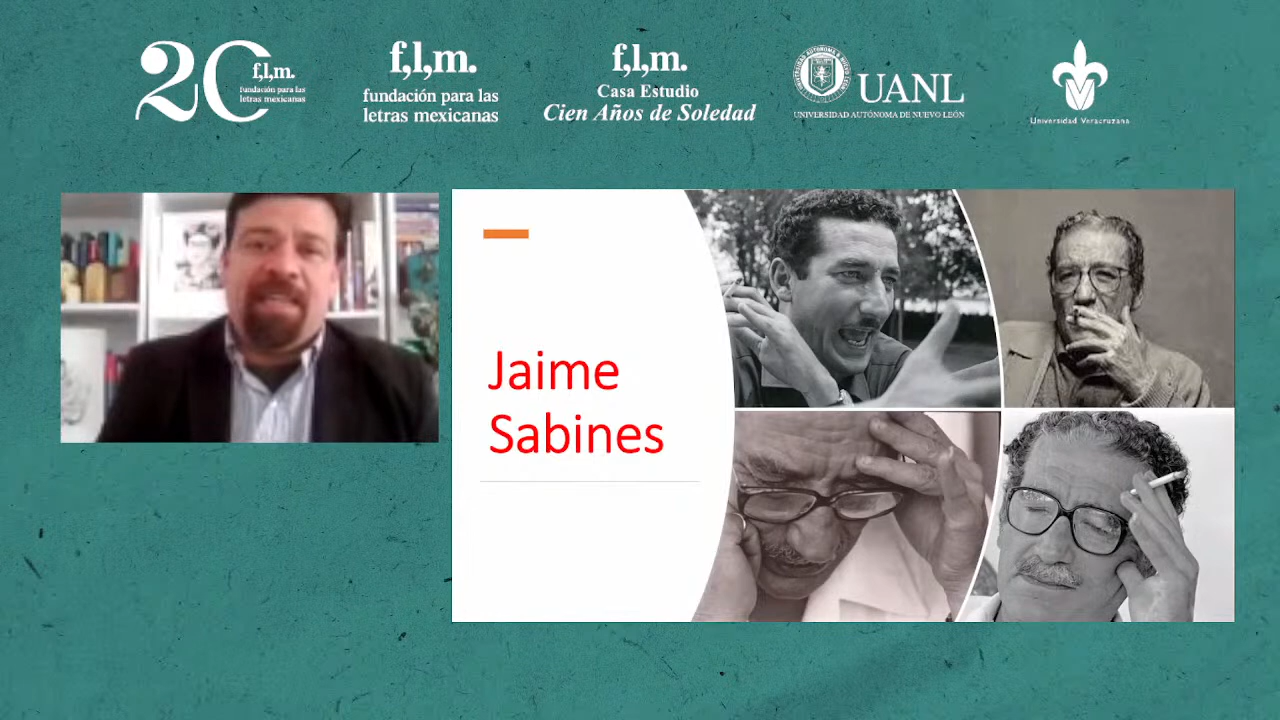 20 f,l,m.
fundación para las
letras mexicanas
f,l,m.
fundación para las
letras mexicanas
f,l,m.
Casa Estudio
Cien Años de Soledad
UANL
UNIVERSIDAD AUTÓNOMA DE NUEVO LEÓN
Universidad Veracruzana
Jaime
Sabines